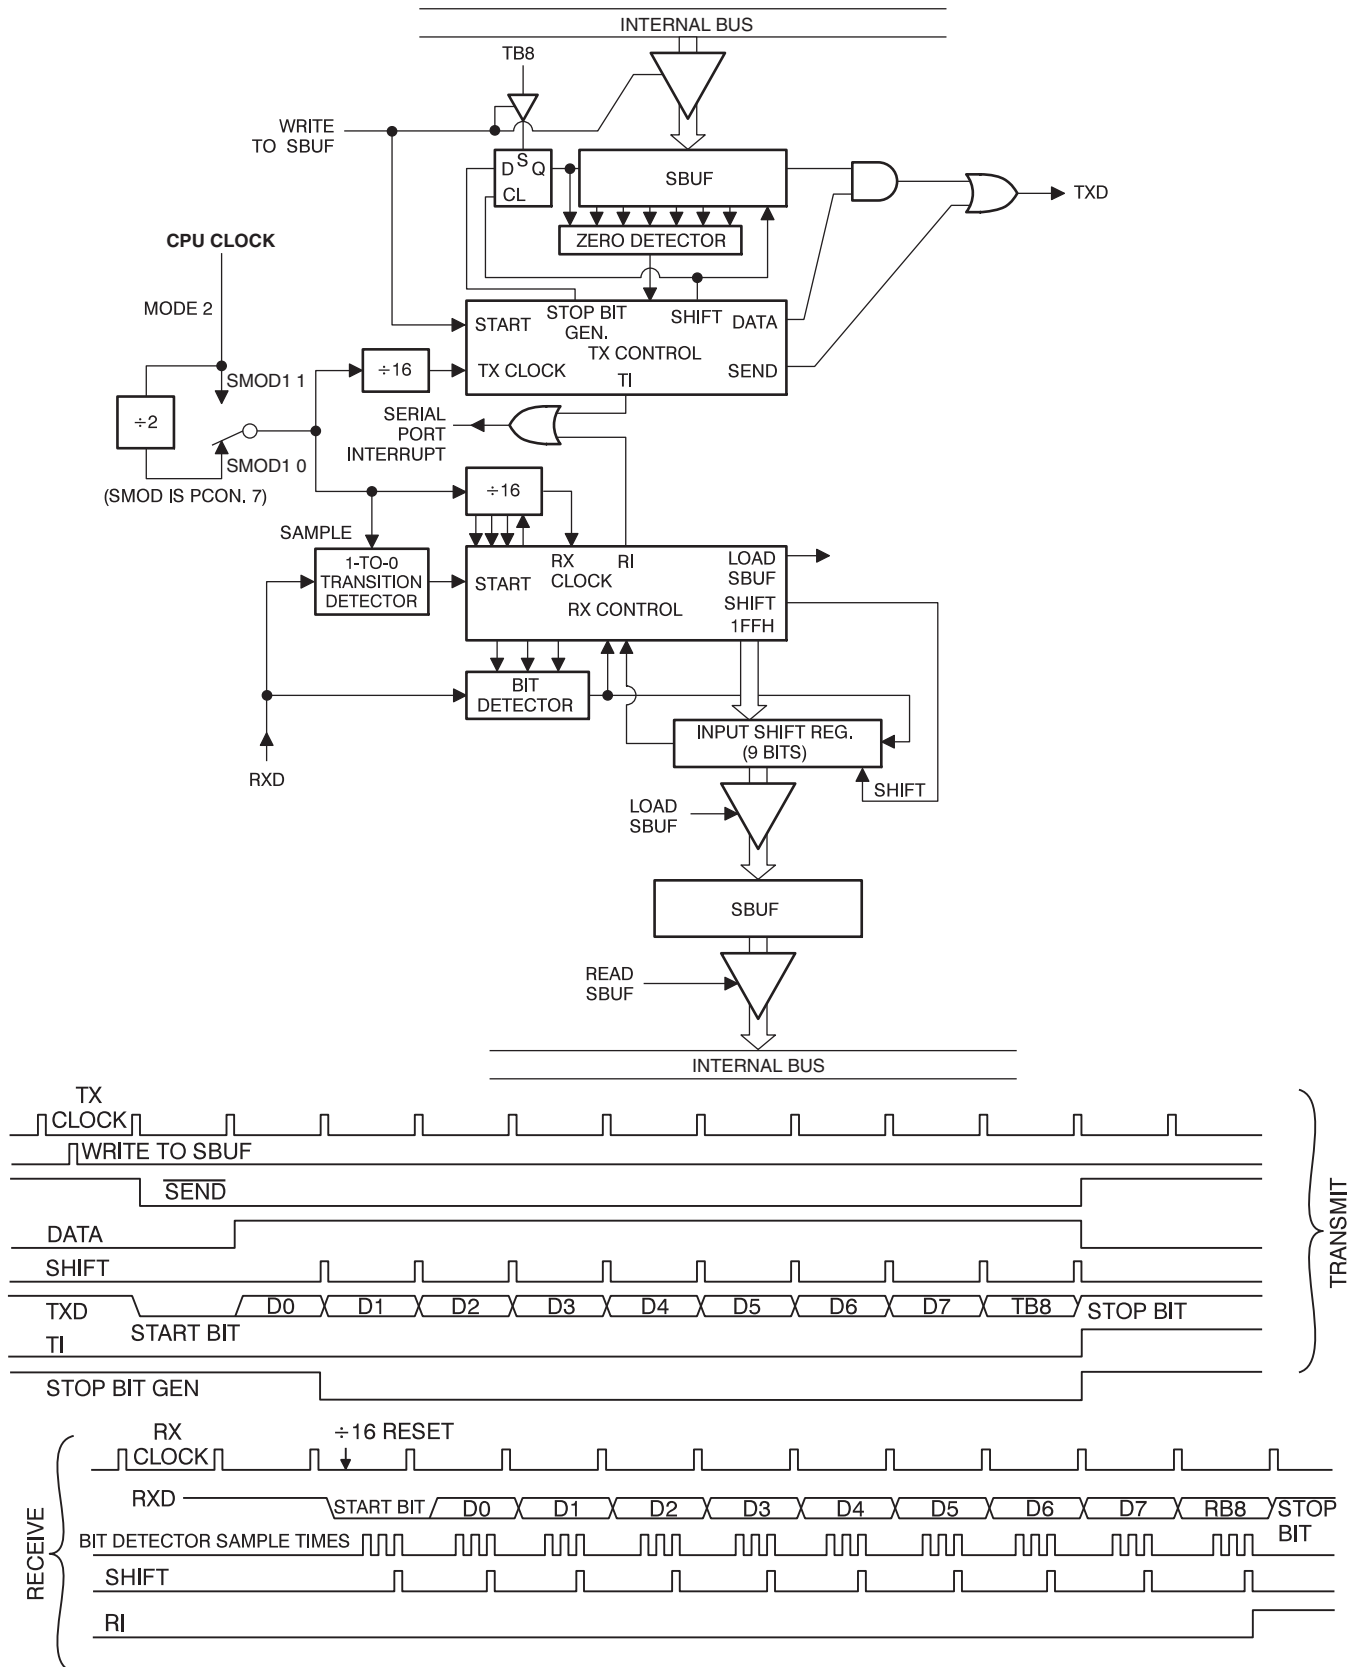 INTERNAL BUS
TB8
WRITE
TO SBUF
D S Q
CL
SBUF
TXD
ZERO DETECTOR
CPU CLOCK
MODE 2
SMOD1 1
÷2
SMOD1 0
(SMOD IS PCON. 7)
÷16
START
STOP BIT
GEN.
SHIFT
DATA
TX CONTROL
TX CLOCK
TI
SEND
SERIAL
PORT
INTERRUPT
÷16
SAMPLE
1-TO-0
TRANSITION
DETECTOR
START
RX
CLOCK
RI
LOAD
SBUF
RX CONTROL
SHIFT
1FFH
BIT
DETECTOR
RXD
INPUT SHIFT REG.
(9 BITS)
SHIFT
LOAD
SBUF
SBUF
READ
SBUF
INTERNAL BUS
TX
CLOCK
WRITE TO SBUF
SEND
DATA
SHIFT
TXD
START BIT
D0 D1 D2 D3 D4 D5 D6 D7 TB8
STOP BIT
TI
STOP BIT GEN
TRANSMIT
RX
CLOCK
÷16 RESET
RXD
START BIT
D0 D1 D2 D3 D4 D5 D6 D7 RB8
STOP
BIT
BIT DETECTOR SAMPLE TIMES
SHIFT
RI
RECEIVE